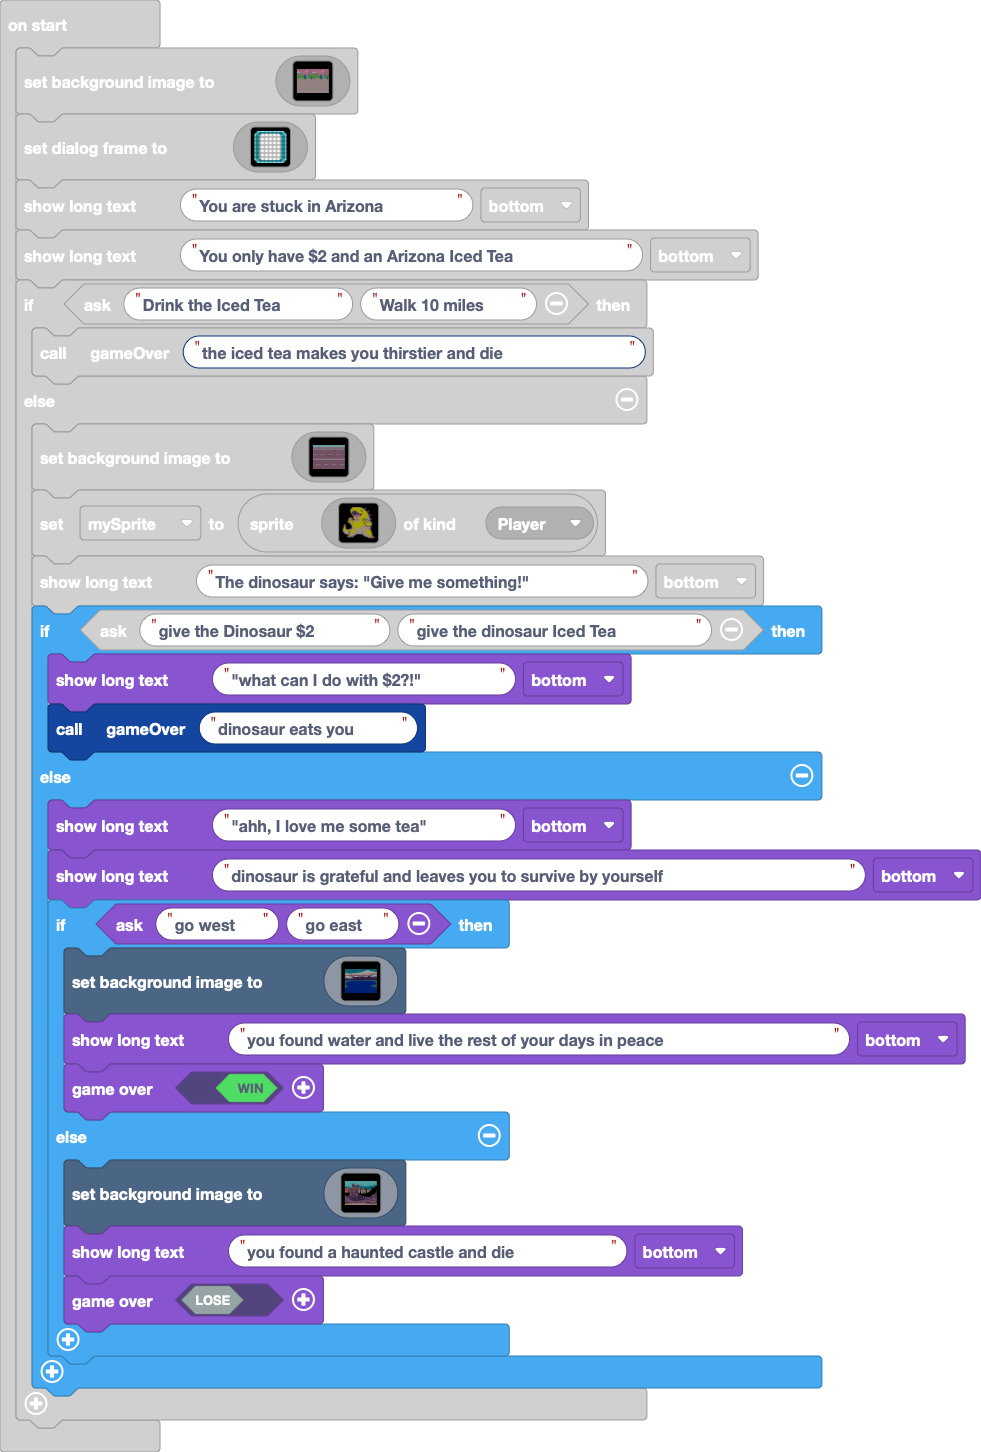 on start
set background image to
set dialog frame to
show long text "You are stuck in Arizona" bottom
show long text "You only have $2 and an Arizona Iced Tea" bottom
if ask "Drink the Iced Tea" "Walk 10 miles" then
call gameOver "the iced tea makes you thirstier and die"
else
set background image to
set mySprite to sprite of kind Player
show long text "The dinosaur says: "Give me something!"" bottom
if ask "give the Dinosaur $2" "give the dinosaur Iced Tea" then
show long text ""what can I do with $2?!"" bottom
call gameOver "dinosaur eats you"
else
show long text ""ahh, I love me some tea"" bottom
show long text "dinosaur is grateful and leaves you to survive by yourself" bottom
if ask "go west" "go east" then
set background image to
show long text "you found water and live the rest of your days in peace" bottom
game over WIN
else
set background image to
show long text "you found a haunted castle and die" bottom
game over LOSE